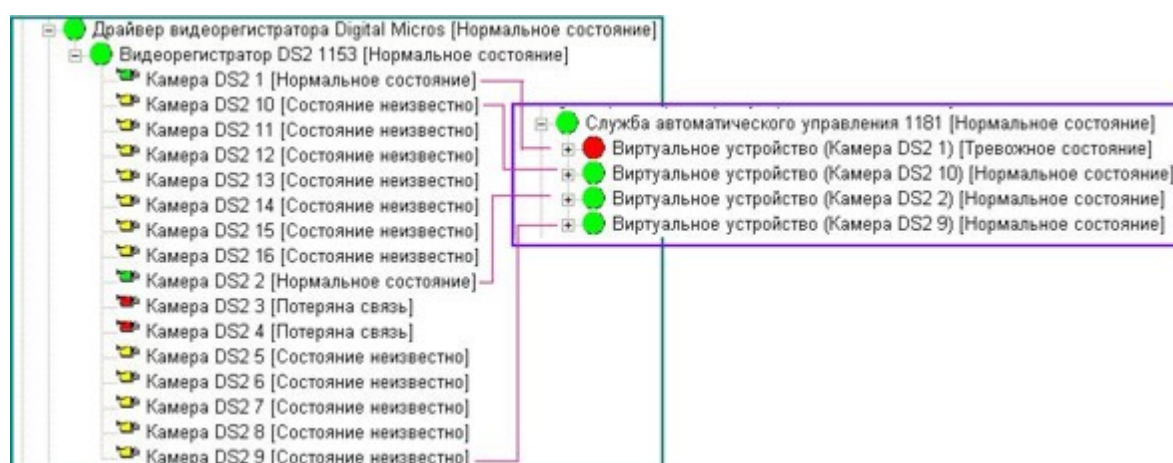 Драйвер видеорегистратора Digital Micros [Нормальное состояние]
Видеорегистратор DS2 1153 [Нормальное состояние]
Камера DS2 1 [Нормальное состояние]
Камера DS2 10 [Состояние неизвестно]
Камера DS2 11 [Состояние неизвестно]
Камера DS2 12 [Состояние неизвестно]
Камера DS2 13 [Состояние неизвестно]
Камера DS2 14 [Состояние неизвестно]
Камера DS2 15 [Состояние неизвестно]
Камера DS2 16 [Состояние неизвестно]
Камера DS2 2 [Нормальное состояние]
Камера DS2 3 [Потеряна связь]
Камера DS2 4 [Потеряна связь]
Камера DS2 5 [Состояние неизвестно]
Камера DS2 6 [Состояние неизвестно]
Камера DS2 7 [Состояние неизвестно]
Камера DS2 8 [Состояние неизвестно]
Камера DS2 9 [Состояние неизвестно]
Служба автоматического управления 1181 [Нормальное состояние]
Виртуальное устройство (Камера DS2 1) [Тревожное состояние]
Виртуальное устройство (Камера DS2 10) [Нормальное состояние]
Виртуальное устройство (Камера DS2 2) [Нормальное состояние]
Виртуальное устройство (Камера DS2 9) [Нормальное состояние]